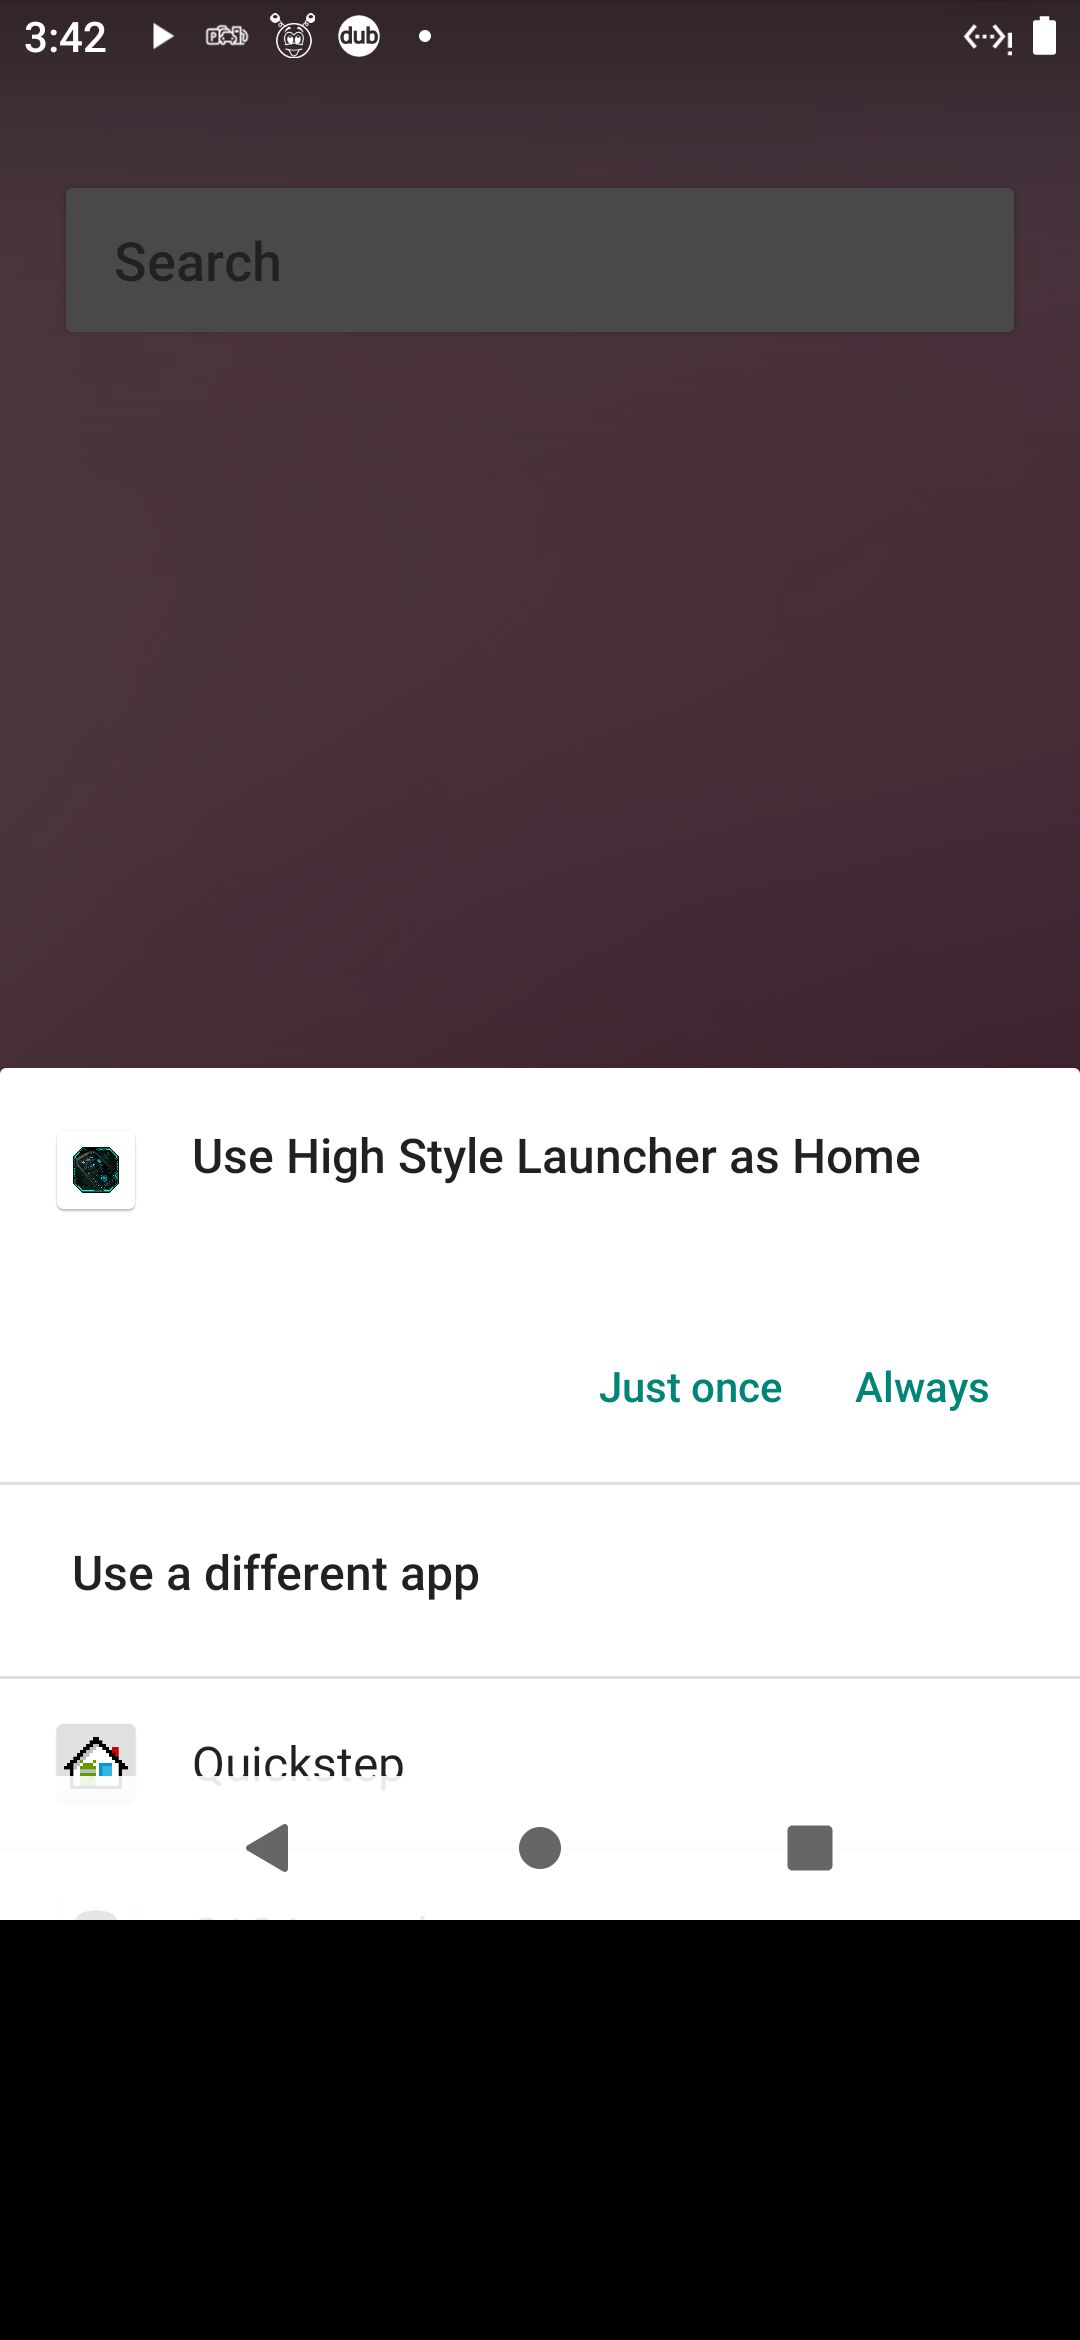 3:42
dub
Search
Use High Style Launcher as Home
Just once
Always
Use a different app
Quickstep